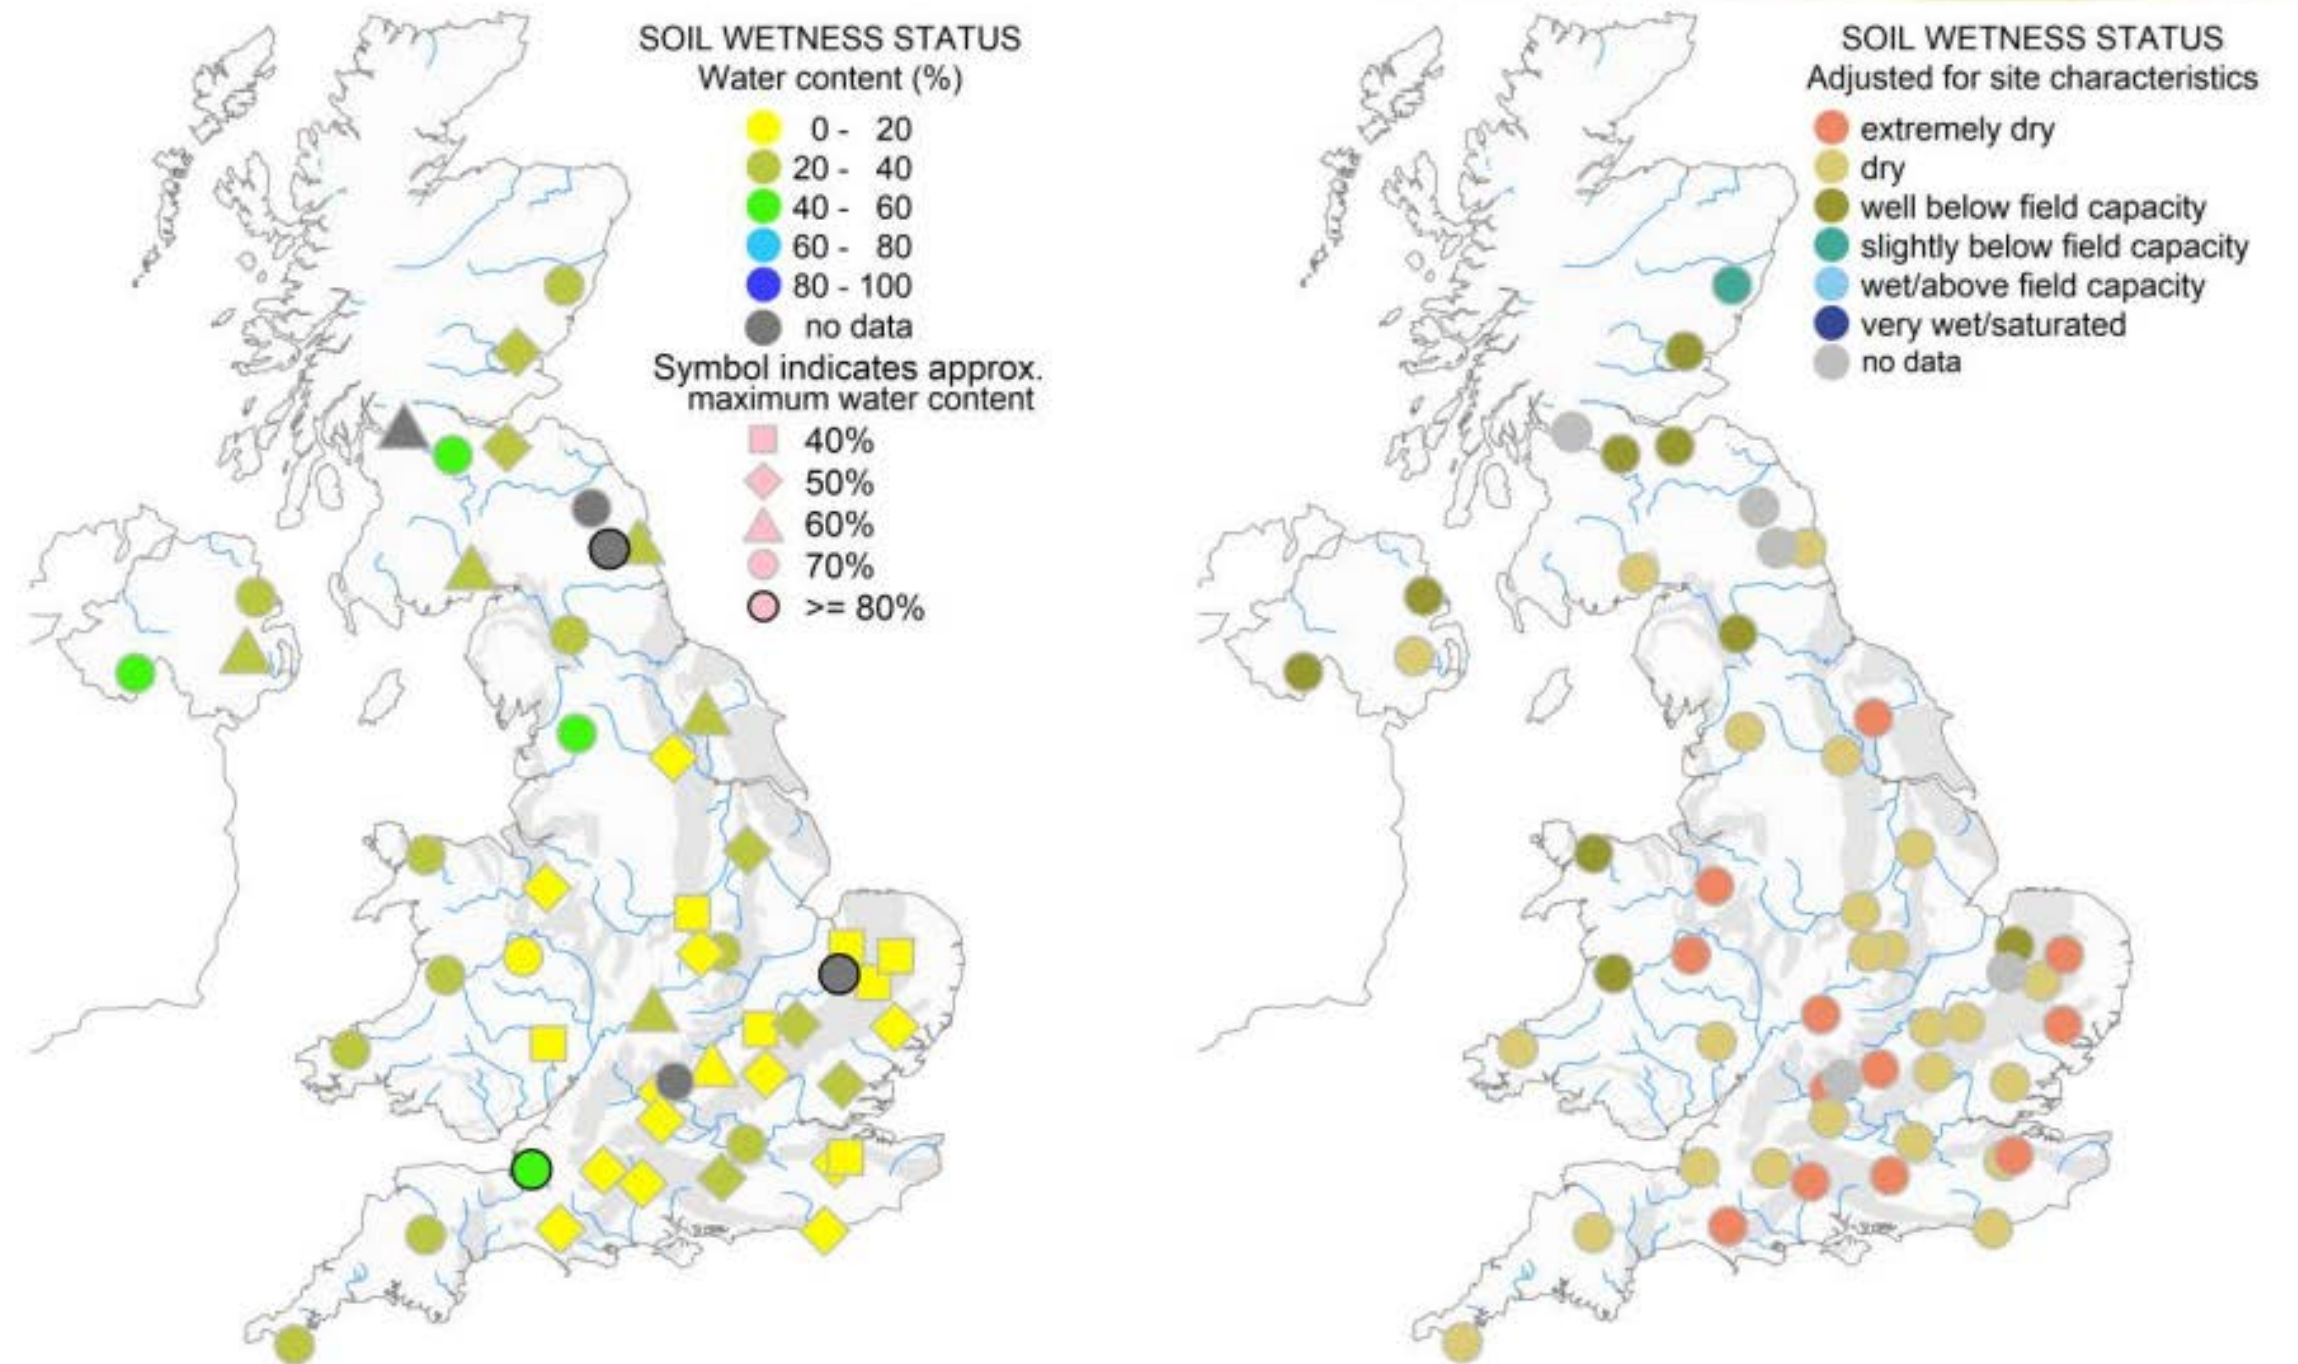 SOIL WETNESS STATUS
Water content (%)
0 - 20
20 - 40
40 - 60
60 - 80
80 - 100
no data
Symbol indicates approx.
maximum water content
40%
50%
60%
70%
>= 80%
SOIL WETNESS STATUS
Adjusted for site characteristics
extremely dry
dry
well below field capacity
slightly below field capacity
wet/above field capacity
very wet/saturated
no data